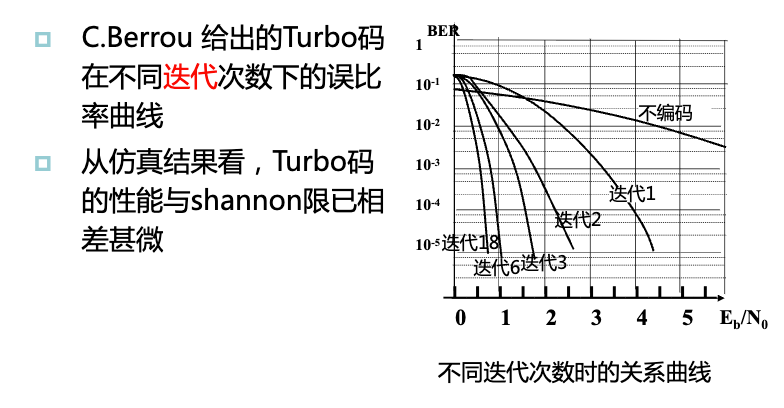 C.Berrou 给出的Turbo码
在不同迭代次数下的误比
率曲线
从仿真结果看，Turbo码
的性能与shannon限已相
差甚微
BER
1
10⁻¹
10⁻²
10⁻³
10⁻⁴
10⁻⁵
不编码
迭代1
迭代2
迭代18
迭代6
迭代3
0 1 2 3 4 5 E_b/N_0
不同迭代次数时的关系曲线